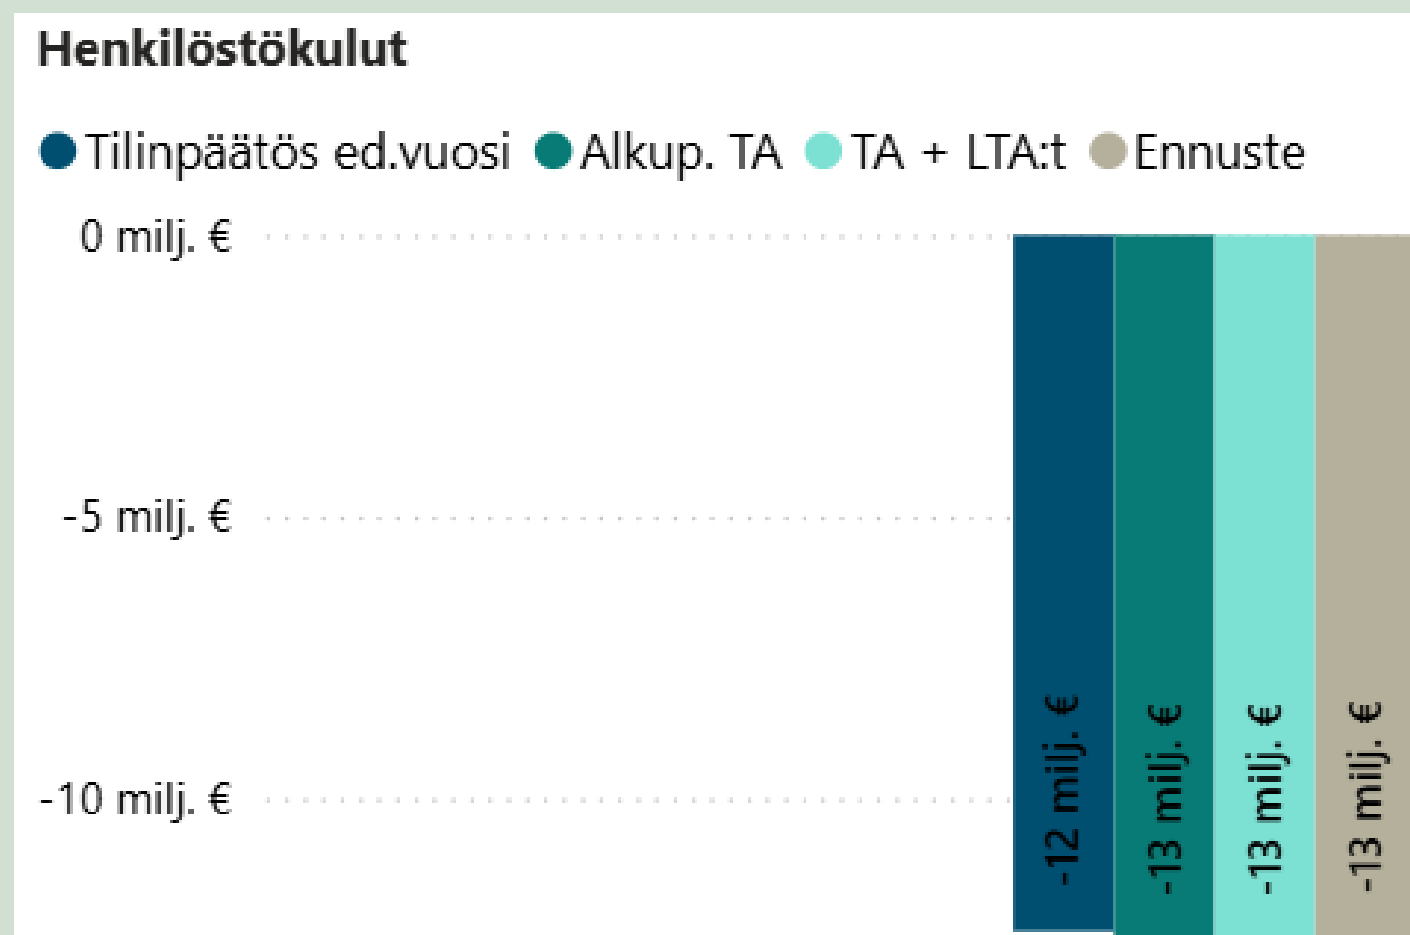 Henkilöstökulut
Tilinpäätös ed.vuosi Alkup. TA TA + LTA:t Ennuste
0 milj. €
-5 milj. €
-10 milj. €
-12 milj. €
-13 milj. €
-13 milj. €
-13 milj. €